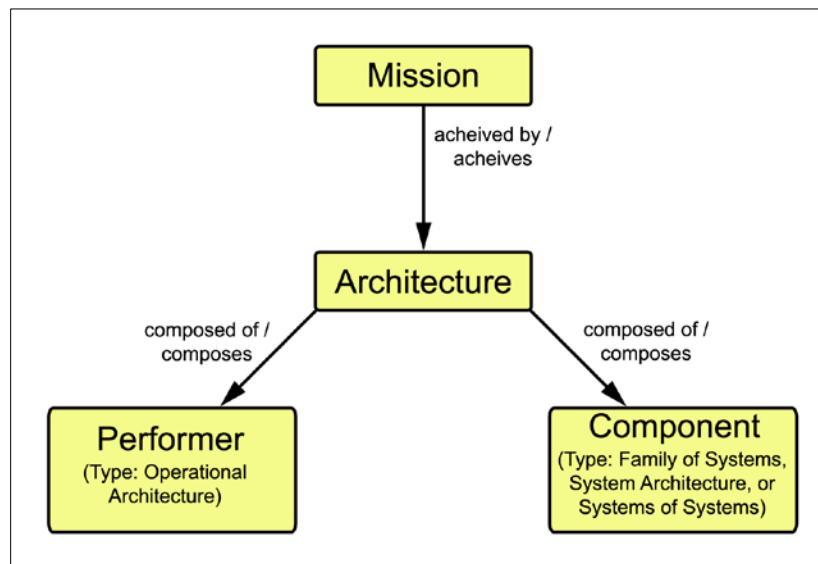 Mission
acheived by /
acheives
Architecture
composed of /
composes
composed of /
composes
Performer
(Type: Operational
Architecture)
Component
(Type: Family of Systems,
System Architecture, or
Systems of Systems)